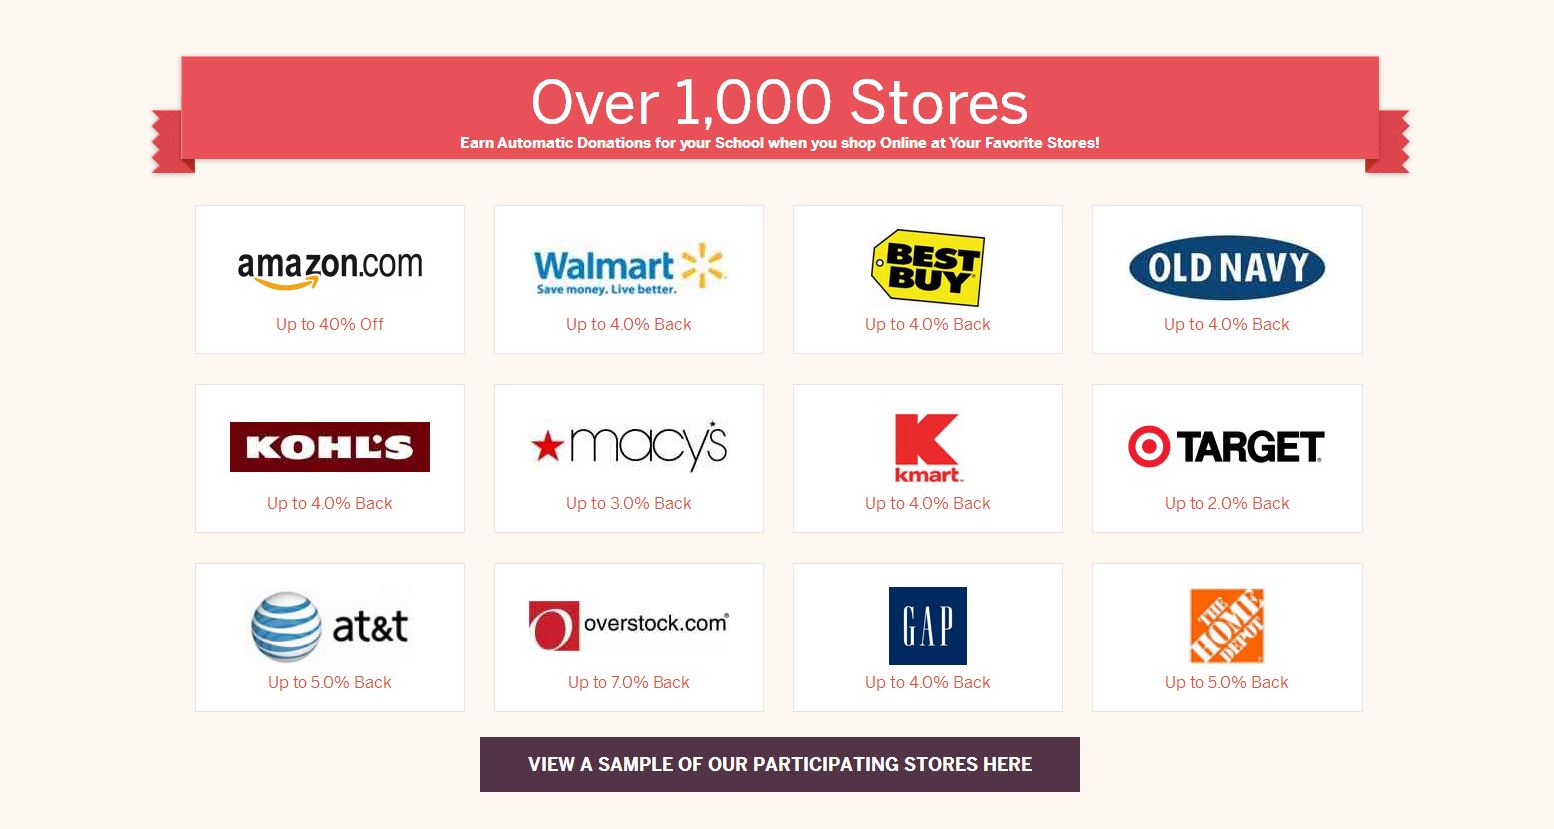 Over 1,000 Stores
Earn Automatic Donations for your School when you shop Online at Your Favorite Stores!
amazon.com
Up to 40% Off
Walmart
Save money. Live better.
Up to 4.0% Back
BEST
BUY
Up to 4.0% Back
OLD NAVY
Up to 4.0% Back
KOHL'S
Up to 4.0% Back
macy's
Up to 3.0% Back
K
kmart
Up to 4.0% Back
TARGET
Up to 2.0% Back
at&t
Up to 5.0% Back
O overstock.com
Up to 7.0% Back
GAP
Up to 4.0% Back
THE
HOME
DEPOT
Up to 5.0% Back
VIEW A SAMPLE OF OUR PARTICIPATING STORES HERE